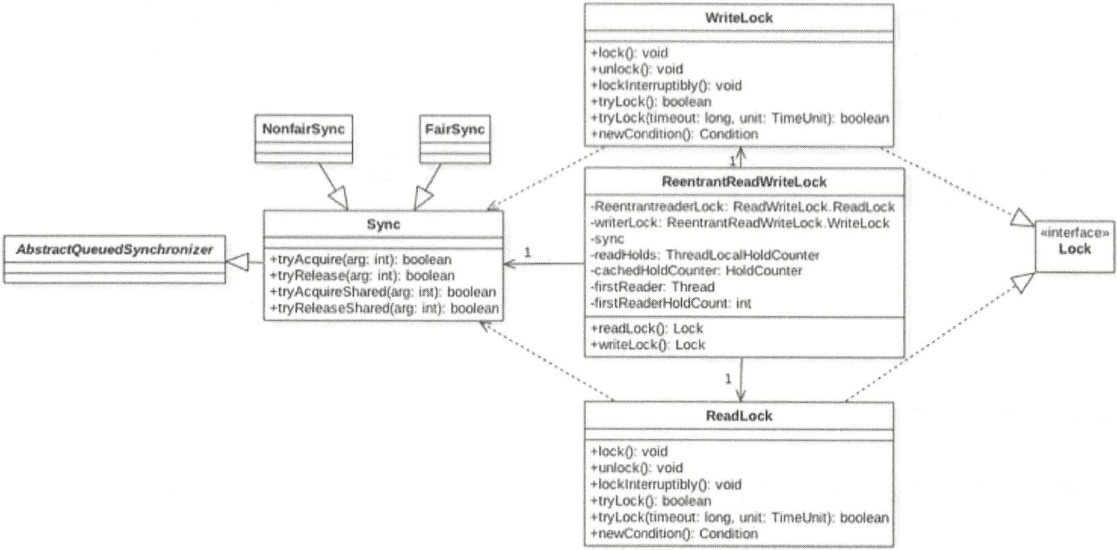 WriteLock
+lock(): void
+unlock(): void
+lockInterruptibly(): void
+tryLock(): boolean
+tryLock(timeout: long, unit: TimeUnit): boolean
+newCondition(): Condition
NonfairSync
FairSync
1
ReentrantReadWriteLock
-ReentrantreaderLock: ReadWriteLock.ReadLock
-writerLock: ReentrantReadWriteLock.WriteLock
-sync
-readHolds: ThreadLocalHoldCounter
-cachedHoldCounter: HoldCounter
-firstReader: Thread
-firstReaderHoldCount: int
+readLock(): Lock
+writeLock(): Lock
Sync
+tryAcquire(arg: int): boolean
+tryRelease(arg: int): boolean
+tryAcquireShared(arg: int): boolean
+tryReleaseShared(arg: int): boolean
AbstractQueuedSynchronizer
1
«interface»
Lock
1
ReadLock
+lock(): void
+unlock(): void
+lockInterruptibly(): void
+tryLock(): boolean
+tryLock(timeout: long, unit: TimeUnit): boolean
+newCondition(): Condition